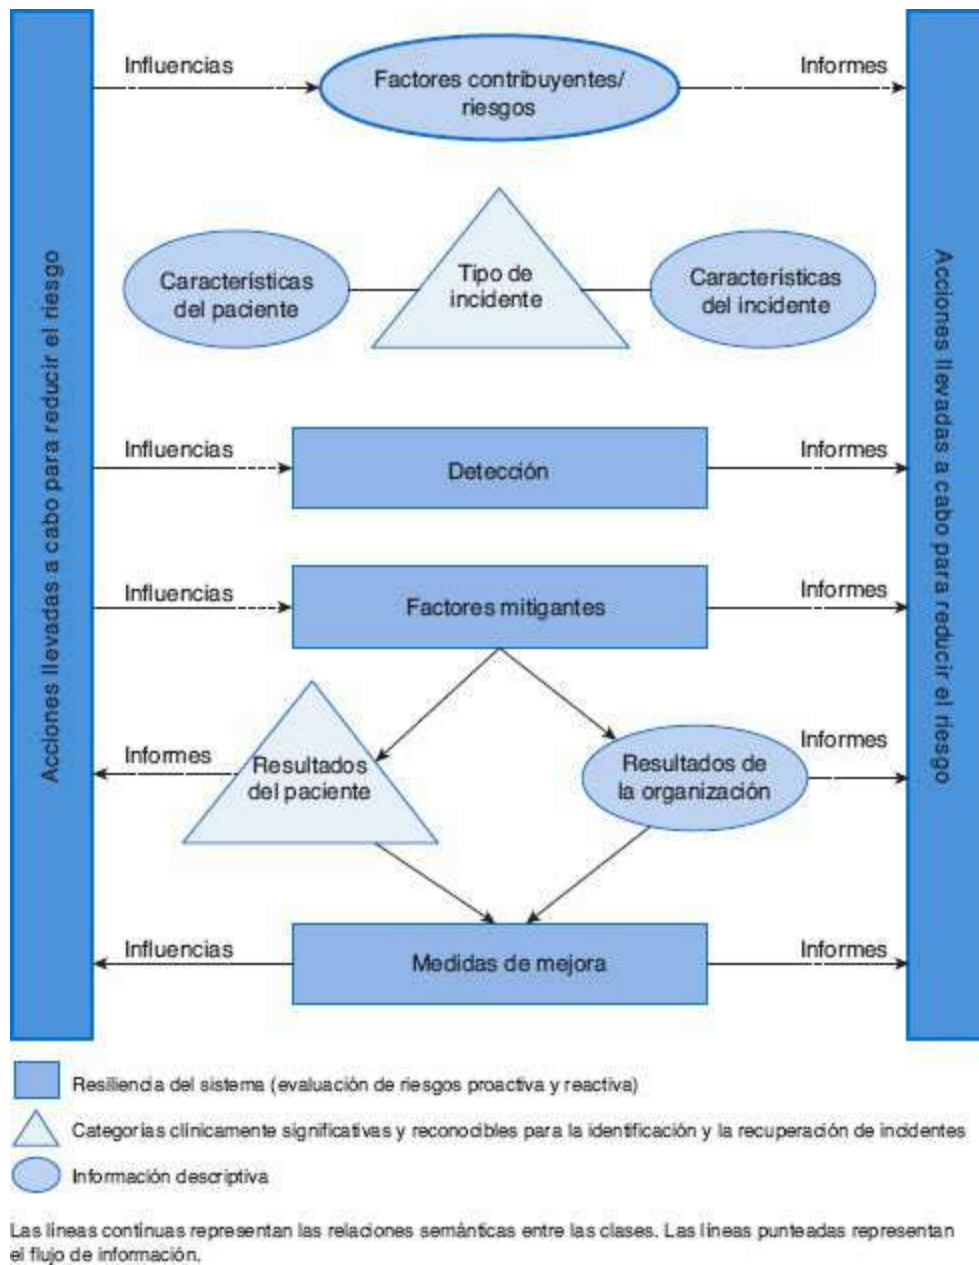 Influencias
Factores contribuyentes/
riesgos
Informes
Acciones llevadas a cabo para reducir el riesgo
Acciones llevadas a cabo para reducir el riesgo
Características
del paciente
Tipo de
incidente
Características
del incidente
Influencias
Detección
Informes
Influencias
Factores mitigantes
Informes
Informes
Resultados
del paciente
Resultados de
la organización
Informes
Influencias
Medidas de mejora
Informes
Resiliencia del sistema (evaluación de riesgos proactiva y reactiva)
Categorías clínicamente significativas y reconocibles para la identificación y la recuperación de incidentes
Información descriptiva
Las líneas continuas representan las relaciones semánticas entre las clases. Las líneas punteadas representan
el flujo de información.